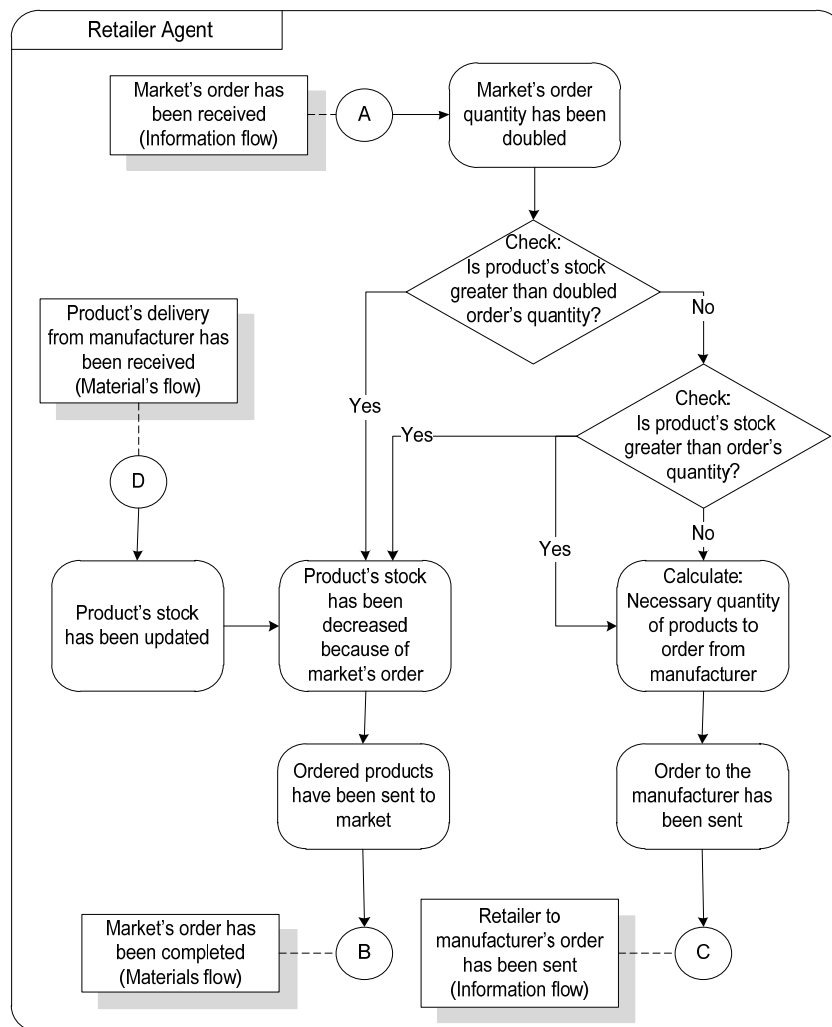 Retailer Agent
Market's order has
been received
(Information flow)
A
Market's order
quantity has been
doubled
Check:
Is product's stock
greater than doubled
order's quantity?
No
Yes
Product's delivery
from manufacturer has
been received
(Material's flow)
D
Check:
Is product's stock
greater than order's
quantity?
Yes
Yes
No
Product's stock
has been updated
Product's stock
has been
decreased
because of
market's order
Calculate:
Necessary quantity
of products to
order from
manufacturer
Ordered products
have been sent to
market
Order to the
manufacturer has
been sent
Market's order has
been completed
(Materials flow)
B
Retailer to
manufacturer's order
has been sent
(Information flow)
C